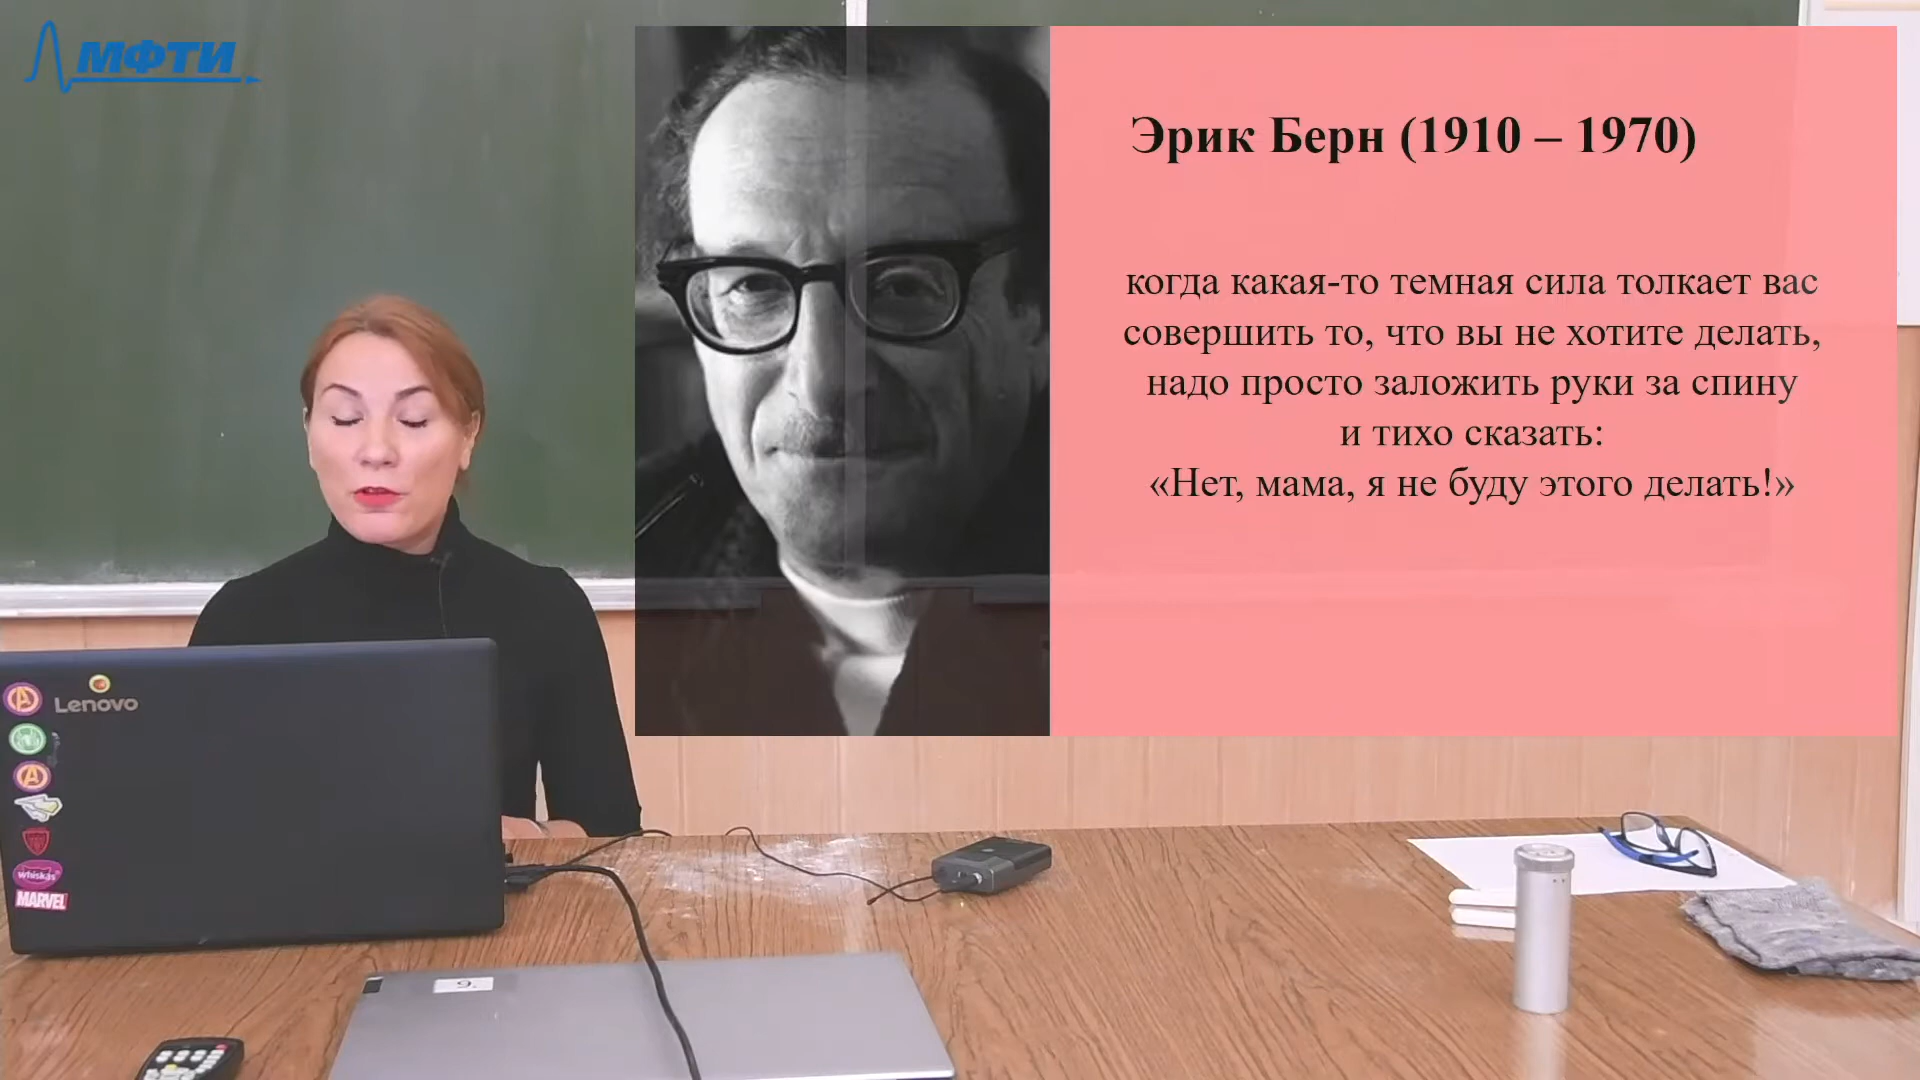 МФТИ
Эрик Берн (1910 – 1970)
когда какая-то темная сила толкает вас
совершить то, что вы не хотите делать,
надо просто заложить руки за спину
и тихо сказать:
«Нет, мама, я не буду этого делать!»
Lenovo
whiskas
MARVEL
9.